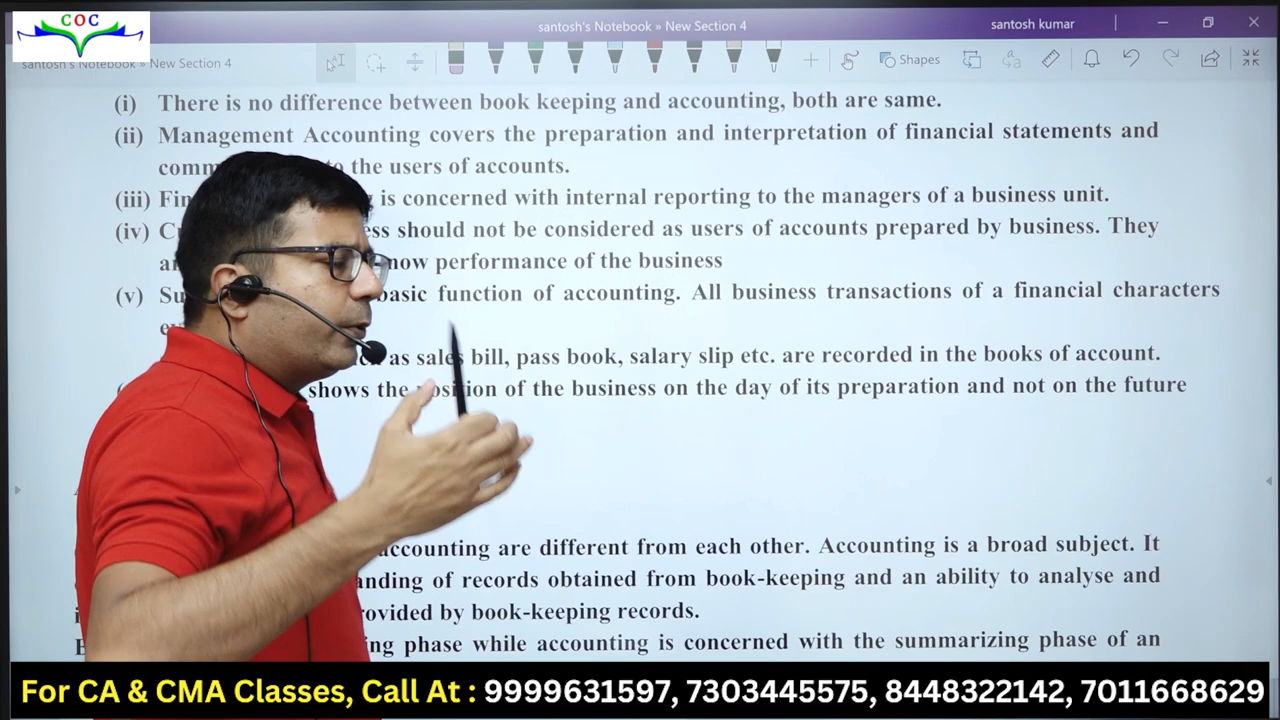 COC
santosh's Notebook » New Section 4
santosh kumar
santosh's Notebook » New Section 4
Shapes
(i) There is no difference between book keeping and accounting, both are same.
(ii) Management Accounting covers the preparation and interpretation of financial statements and
comm to the users of accounts.
(iii) Fin is concerned with internal reporting to the managers of a business unit.
(iv) C ess should not be considered as users of accounts prepared by business. They
a now performance of the business
(v) Su basic function of accounting. All business transactions of a financial characters
ev
as sales bill, pass book, salary slip etc. are recorded in the books of account.
shows the position of the business on the day of its preparation and not on the future
accounting are different from each other. Accounting is a broad subject. It
anding of records obtained from book-keeping and an ability to analyse and
i rovided by book-keeping records.
B ing phase while accounting is concerned with the summarizing phase of an
For CA & CMA Classes, Call At : 9999631597, 7303445575, 8448322142, 7011668629